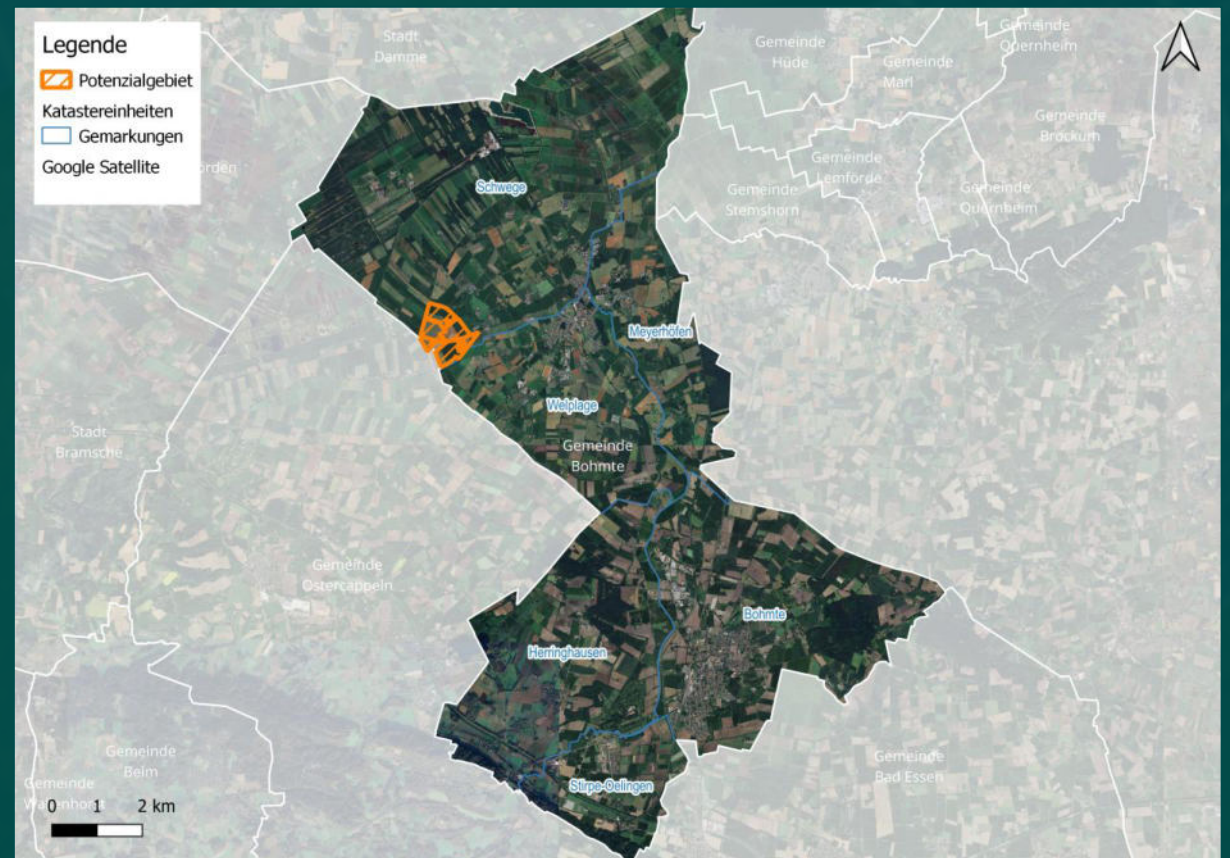 Legende
Potenzialgebiet
Katastereinheiten
Gemarkungen
Google Satellite
Stadt
Damme
Gemeinde
Hüde
Gemeinde
Marl
Gemeinde
Quernheim
Gemeinde
Brockum
Gemeinde
Lemförde
Gemeinde
Stemshorn
Gemeinde
Quernheim
Schwege
Meyerhöfen
Welplage
Gemeinde
Bohmte
Stadt
Bramsche
Gemeinde
Ostercappeln
Bohmte
Herringhausen
Stirpe-Oelingen
Gemeinde
Belm
Gemeinde
Wallenhorst
Gemeinde
Bad Essen
0 1 2 km